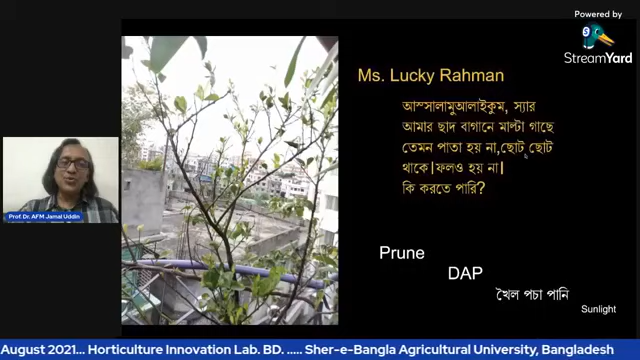 Powered by
StreamYard
Ms. Lucky Rahman
আস্সালামুআলাইকুম, স্যার
আমার ছাদ বাগানে মাল্টা গাছে
তেমন পাতা হয় না,ছোট ছোট
থাকে।ফলও হয় না।
কি করতে পারি?
Prune
DAP
খৈল পচা পানি
Sunlight
Prof. Dr. AFM Jamal Uddin
August 2021... Horticulture Innovation Lab. BD. ..... Sher-e-Bangla Agricultural University, Bangladesh